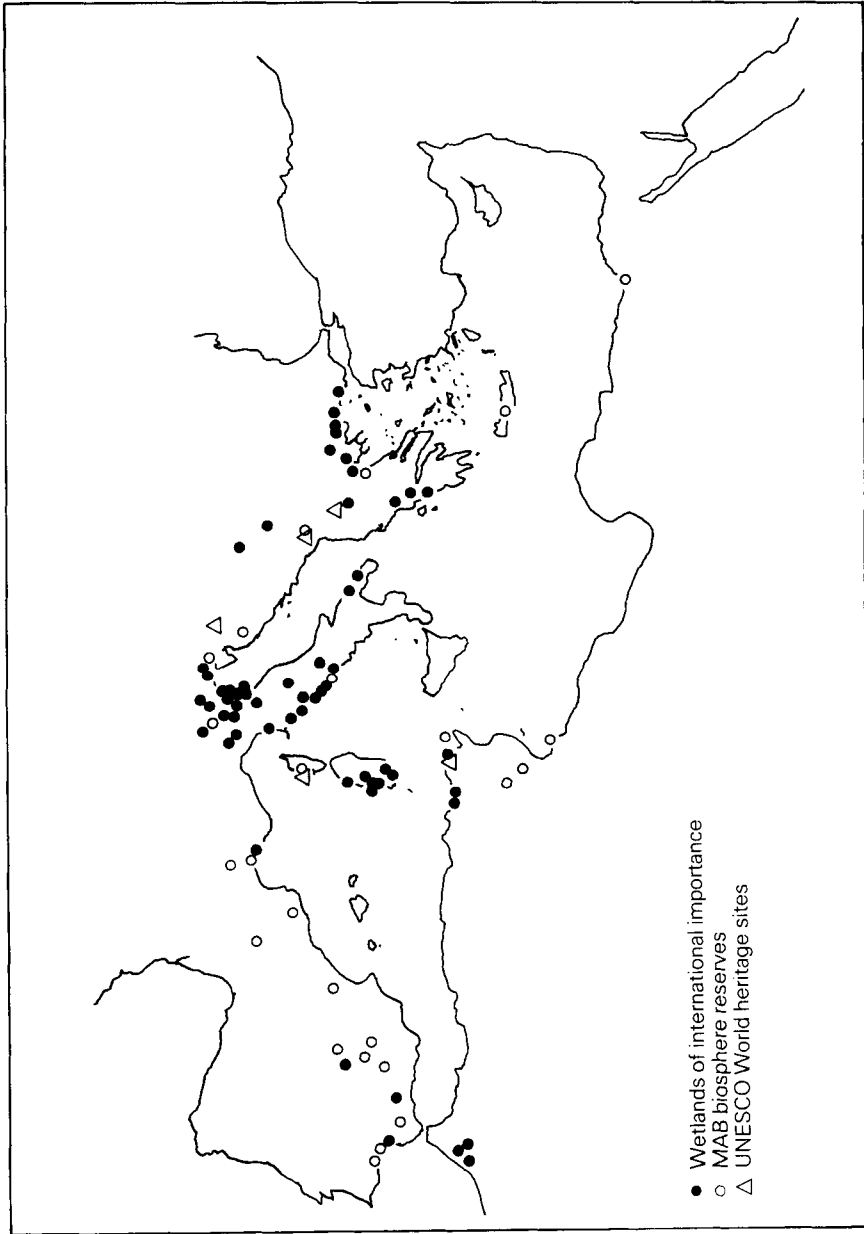 Wetlands of international importance
MAB biosphere reserves
UNESCO World heritage sites